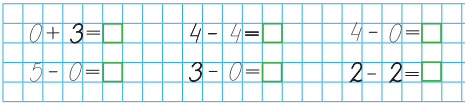 0 + 3 = □ 4 - 4 = □ 4 - 0 = □
5 - 0 = □ 3 - 0 = □ 2 - 2 = □